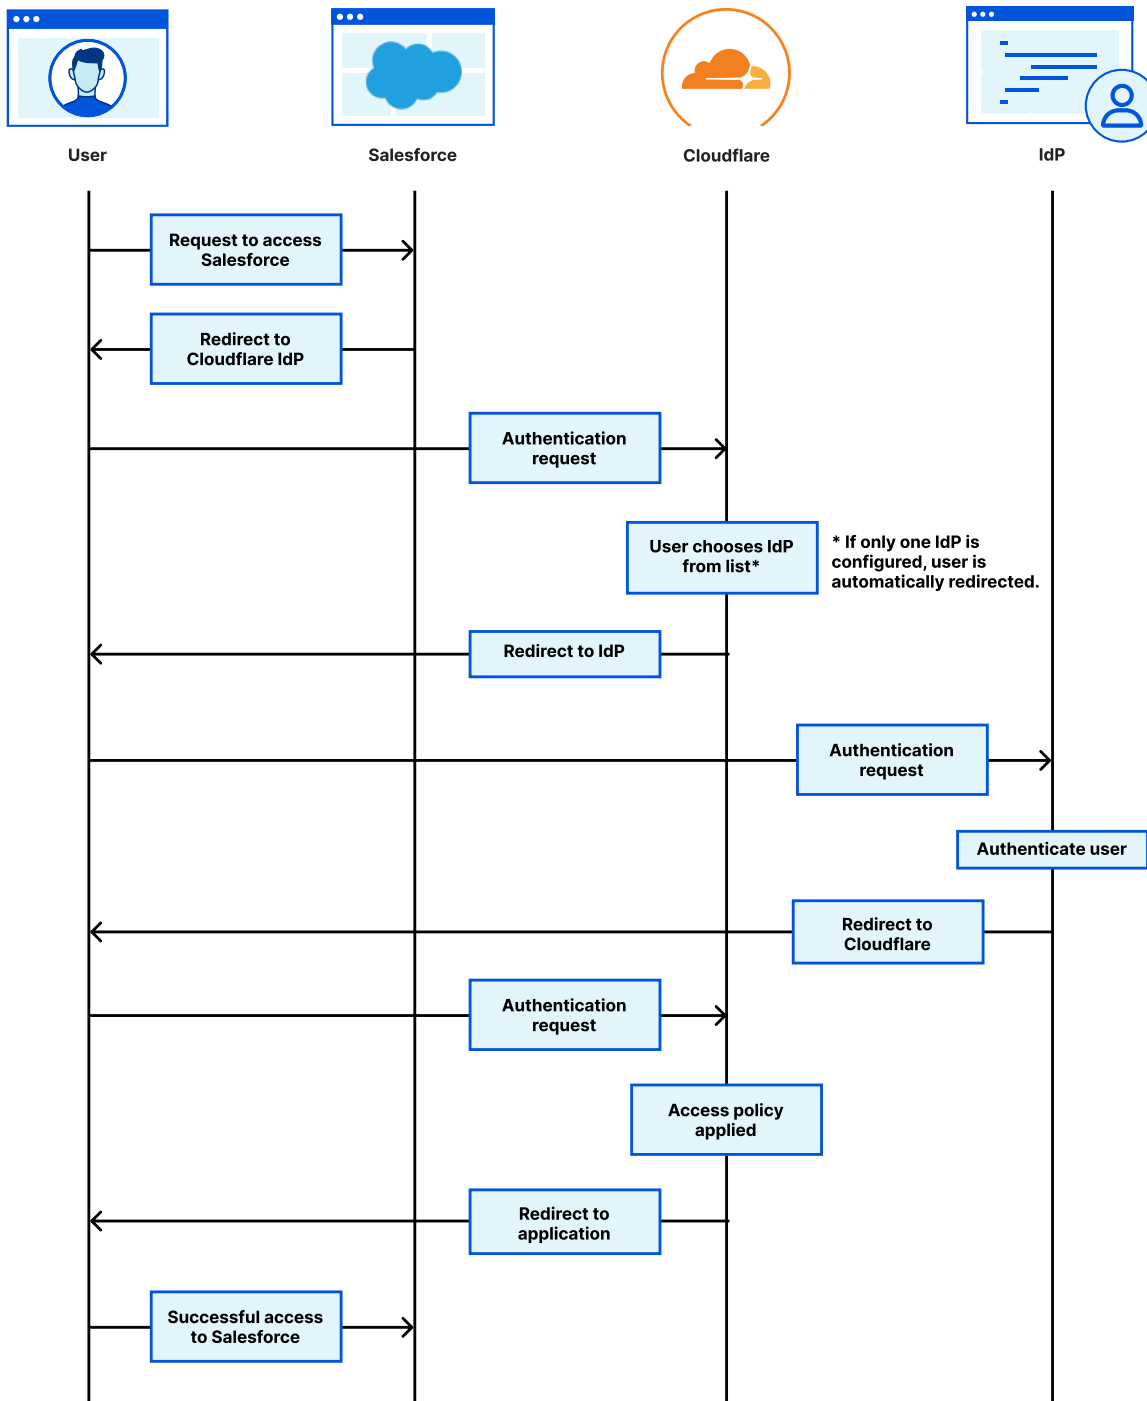 User
Salesforce
Cloudflare
IdP
Request to access
Salesforce
Redirect to
Cloudflare IdP
Authentication
request
User chooses IdP
from list*
* If only one IdP is
configured, user is
automatically redirected.
Redirect to IdP
Authentication
request
Authenticate user
Redirect to
Cloudflare
Authentication
request
Access policy
applied
Redirect to
application
Successful access
to Salesforce